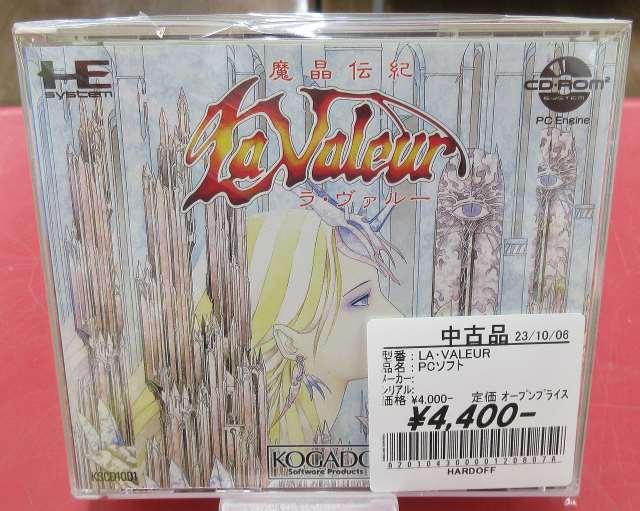 HE
SYSTEM
魔晶伝紀
La Valeur
ラ・ヴァルー
CD-ROM²
SYSTEM
PC Engine
KOGADO
Software Products
KSCD1001
中古品 23/10/06
型番:LA・VALEUR
品名:PCソフト
メーカー:
シリアル:
価格 ¥4,000- 定価 オープンプライス
¥4,400-
A2010430000120807A
HARDOFF